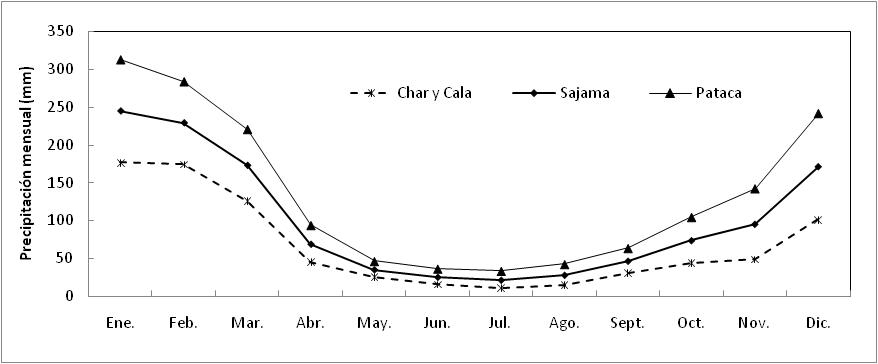 350
300
250
200
150
100
50
0
Precipitación mensual (mm)
Char y Cala Sajama Pataca
Ene. Feb. Mar. Abr. May. Jun. Jul. Ago. Sept. Oct. Nov. Dic.